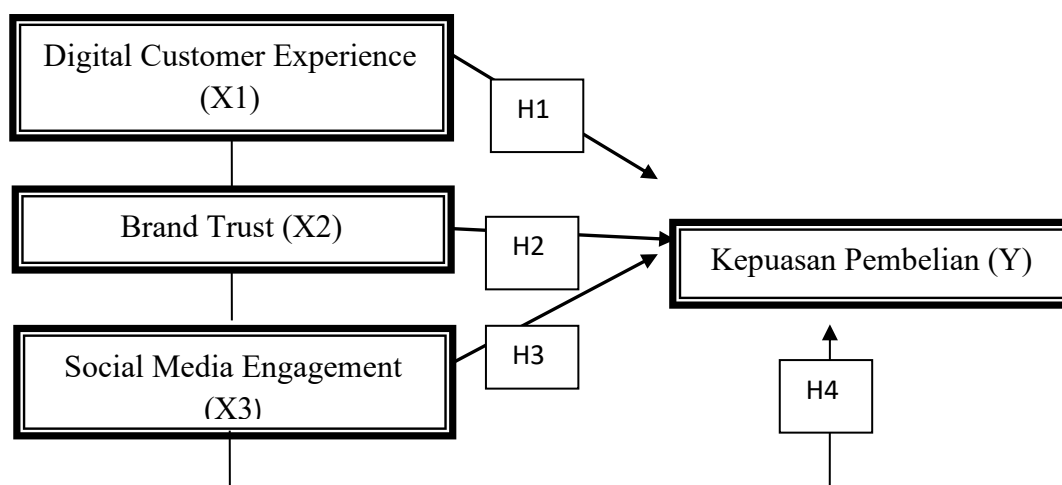 Digital Customer Experience
(X1)
H1
Brand Trust (X2)
H2
Kepuasan Pembelian (Y)
Social Media Engagement
(X3)
H3
H4